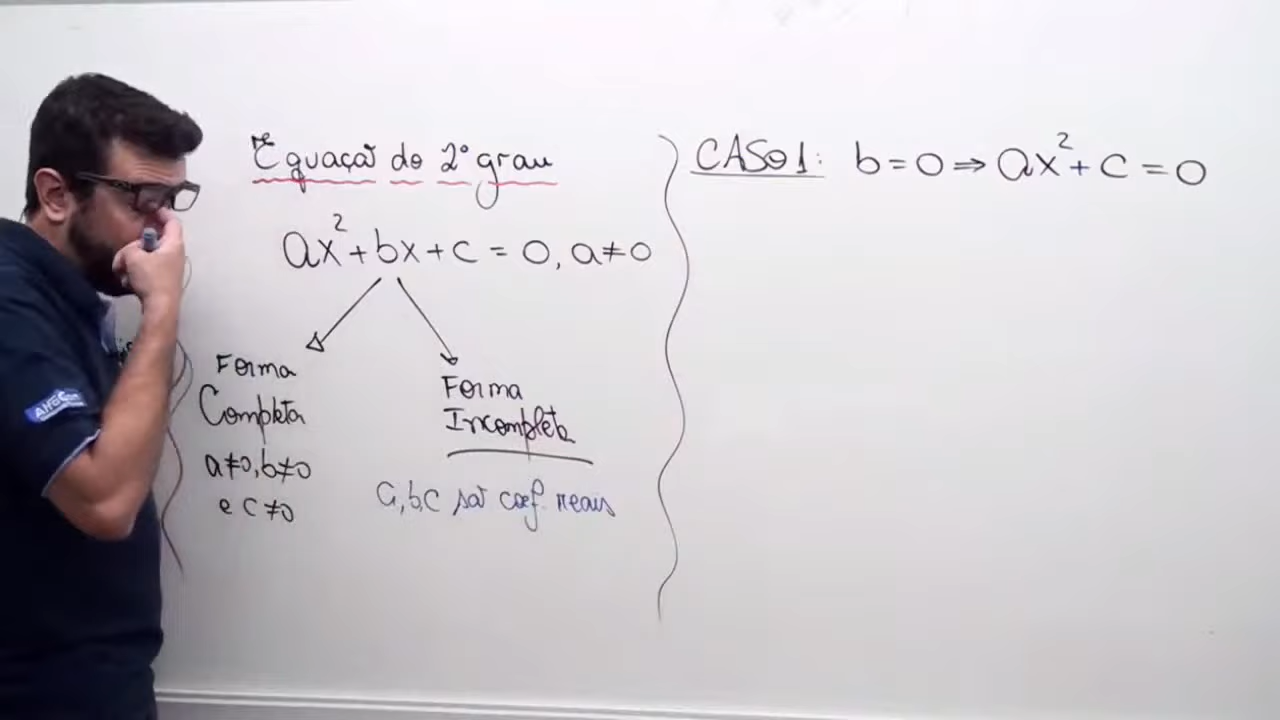 Equação do 2º grau
ax² + bx + c = 0, a ≠ 0
Forma
Completa
a ≠ 0, b ≠ 0
e c ≠ 0
Forma
Incompleta
a, b, c são coef. reais
CASO 1: b = 0 ⇒ ax² + c = 0